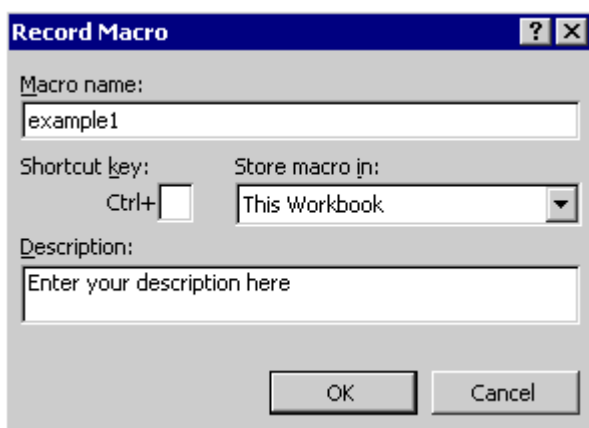 Record Macro
Macro name:
example1
Shortcut key:
Store macro in:
Ctrl+
This Workbook
Description:
Enter your description here
OK
Cancel